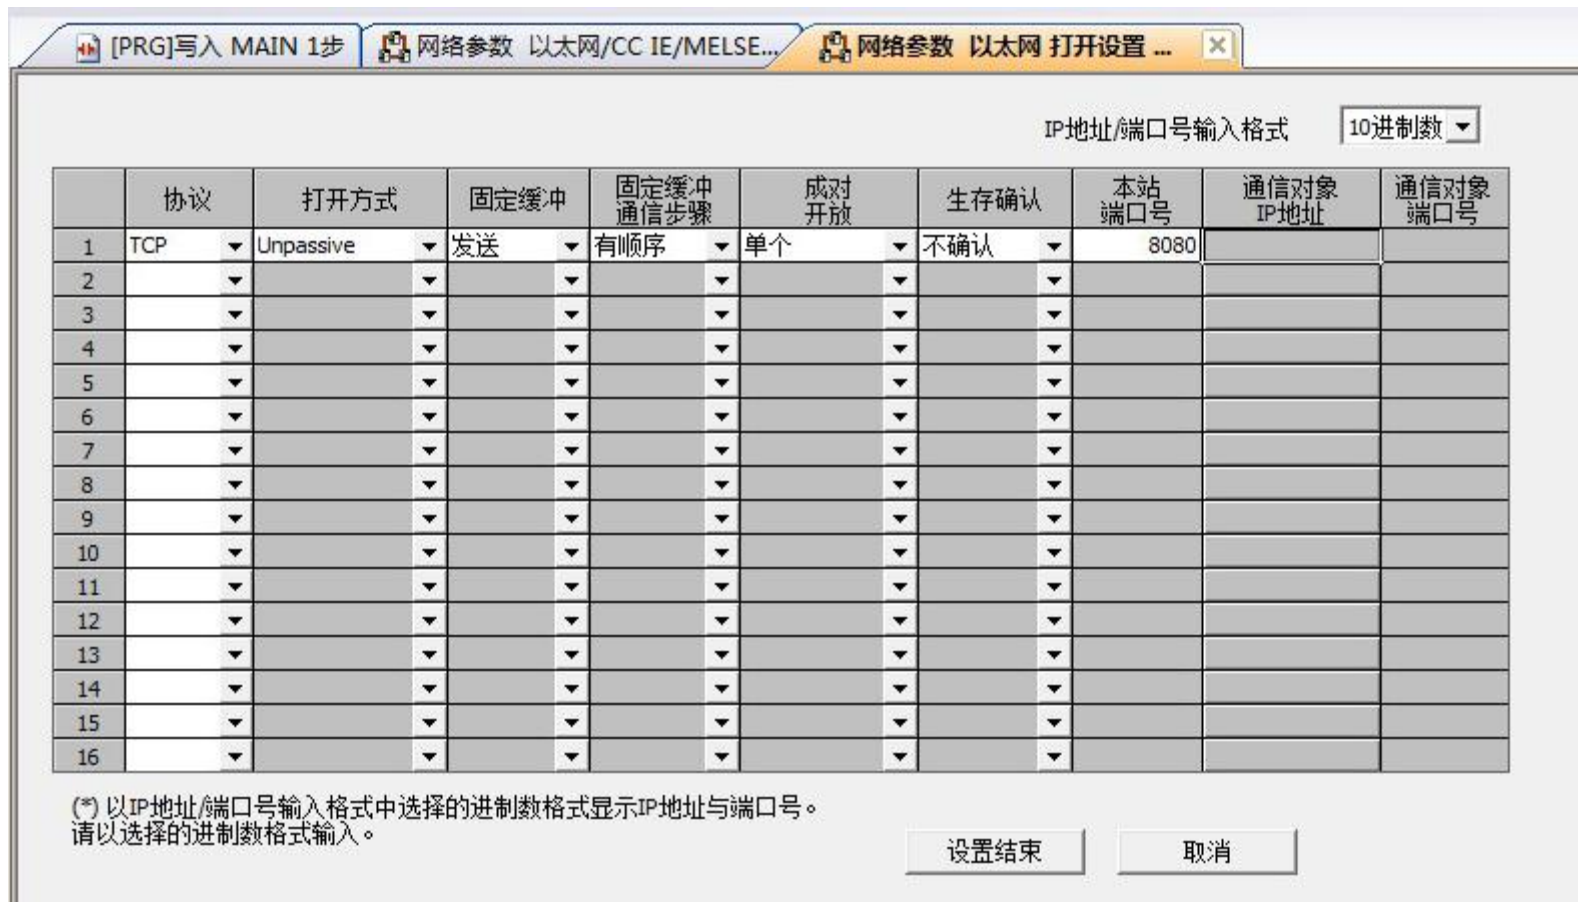 [PRG]写入 MAIN 1步 网络参数 以太网/CC IE/MELSE... 网络参数 以太网 打开设置 ...
IP地址/端口号输入格式 10进制数
协议 打开方式 固定缓冲 固定缓冲 通信步骤 成对 开放 生存确认 本站 端口号 通信对象 IP地址 通信对象 端口号
1 TCP Unpassive 发送 有顺序 单个 不确认 8080
2
3
4
5
6
7
8
9
10
11
12
13
14
15
16
(*) 以IP地址/端口号输入格式中选择的进制数格式显示IP地址与端口号。
请以选择的进制数格式输入。
设置结束 取消